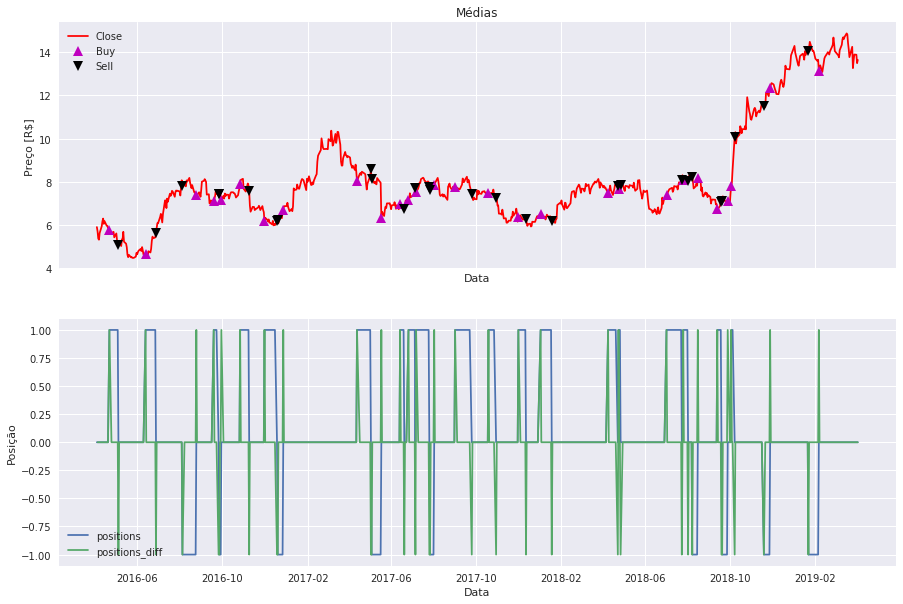 Médias
Close
Buy
Sell
14
12
10
8
6
4
Preço [R$]
Data
1.00
0.75
0.50
0.25
0.00
−0.25
−0.50
−0.75
−1.00
Posição
positions
positions_diff
2016-06 2016-10 2017-02 2017-06 2017-10 2018-02 2018-06 2018-10 2019-02
Data